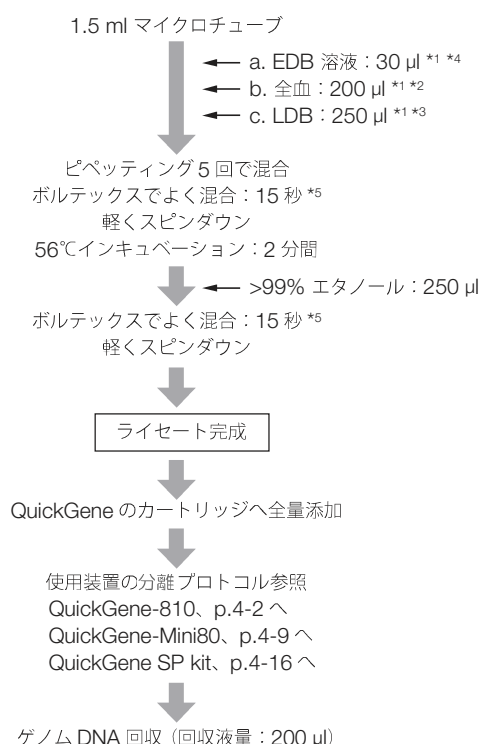 1.5 ml マイクロチューブ
a. EDB 溶液：30 μl *1 *4
b. 全血：200 μl *1 *2
c. LDB：250 μl *1 *3
ピペッティング 5 回で混合
ボルテックスでよく混合：15 秒 *5
軽くスピンダウン
56℃インキュベーション：2 分間
>99% エタノール：250 μl
ボルテックスでよく混合：15 秒 *5
軽くスピンダウン
ライセート完成
QuickGene のカートリッジへ全量添加
使用装置の分離プロトコル参照
QuickGene-810、p.4-2 へ
QuickGene-Mini80、p.4-9 へ
QuickGene SP kit、p.4-16 へ
ゲノム DNA 回収（回収液量：200 μl）